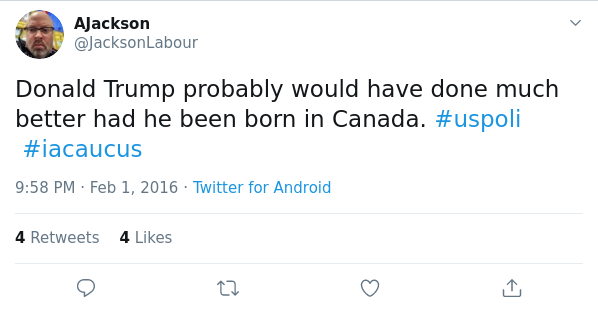 AJackson
@JacksonLabour
Donald Trump probably would have done much
better had he been born in Canada. #uspoli
#iacaucus
9:58 PM · Feb 1, 2016 · Twitter for Android
4 Retweets 4 Likes